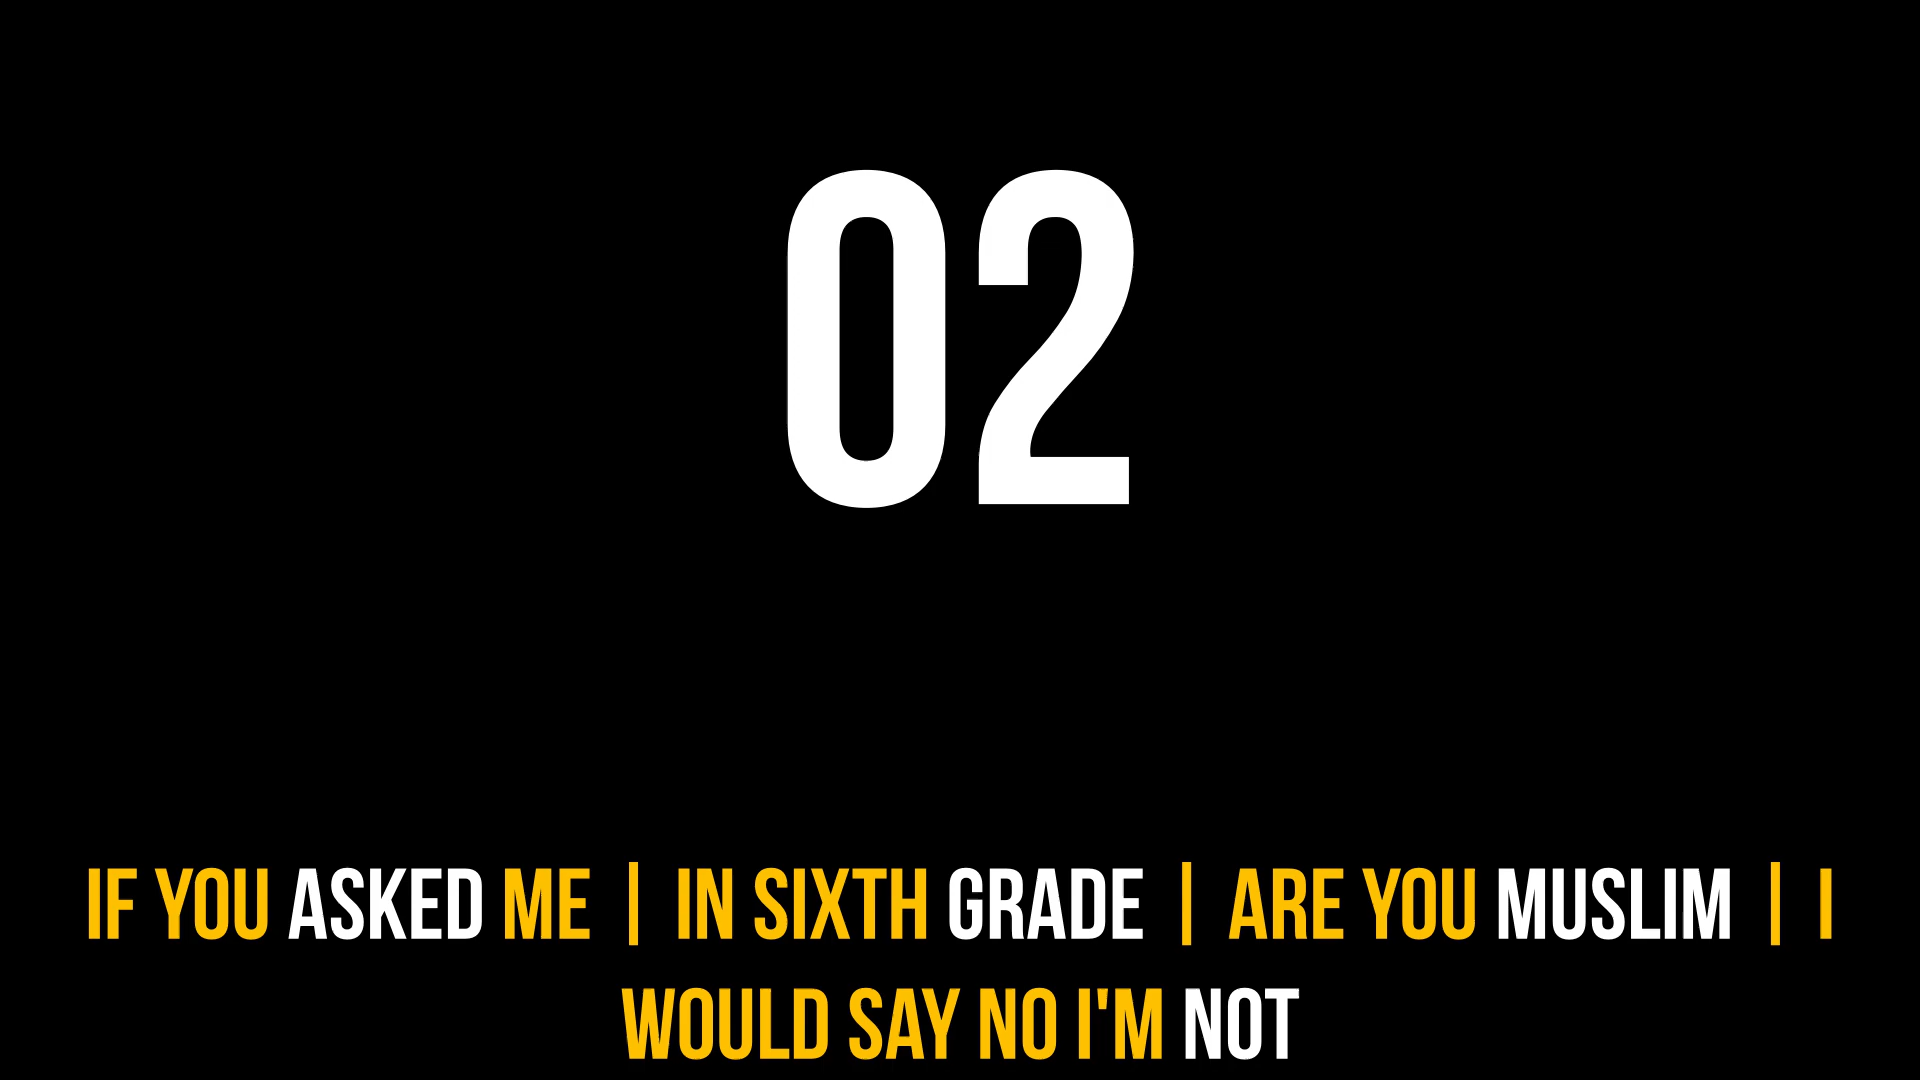 02
IF YOU ASKED ME | IN SIXTH GRADE | ARE YOU MUSLIM | I
WOULD SAY NO I'M NOT